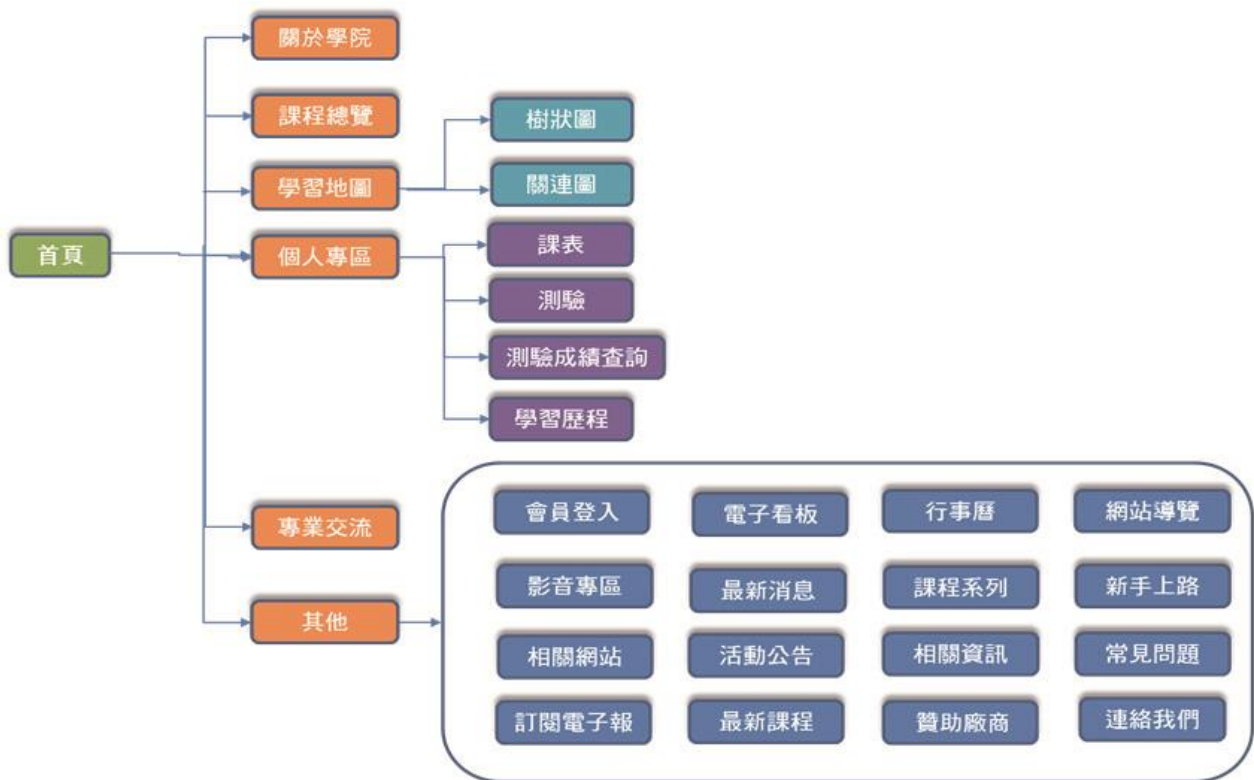 關於學院
課程總覽
學習地圖
樹狀圖
關連圖
首頁
個人專區
課表
測驗
測驗成績查詢
學習歷程
專業交流
其他
會員登入
電子看板
行事曆
網站導覽
影音專區
最新消息
課程系列
新手上路
相關網站
活動公告
相關資訊
常見問題
訂閱電子報
最新課程
贊助廠商
連絡我們